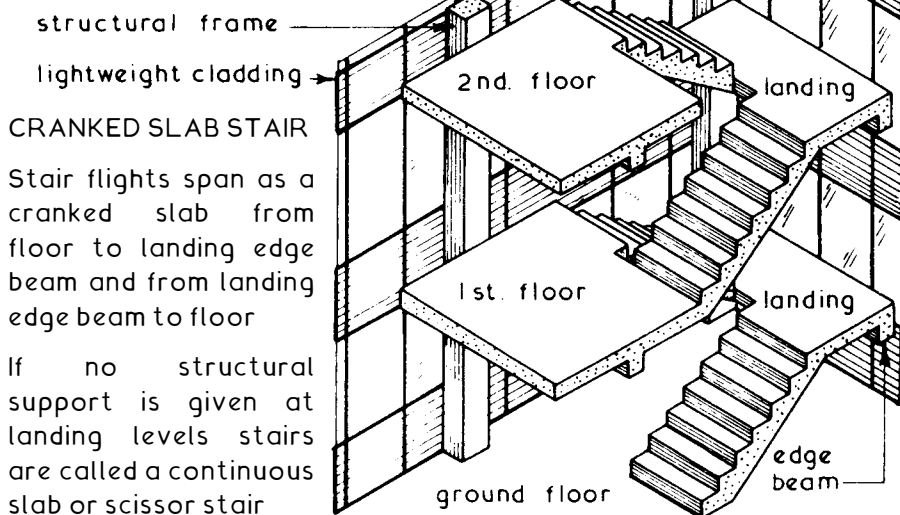 structural frame
lightweight cladding
CRANKED SLAB STAIR
Stair flights span as a
cranked slab from
floor to landing edge
beam and from landing
edge beam to floor
If no structural
support is given at
landing levels stairs
are called a continuous
slab or scissor stair
2nd. floor
landing
1st. floor
landing
ground floor
edge
beam